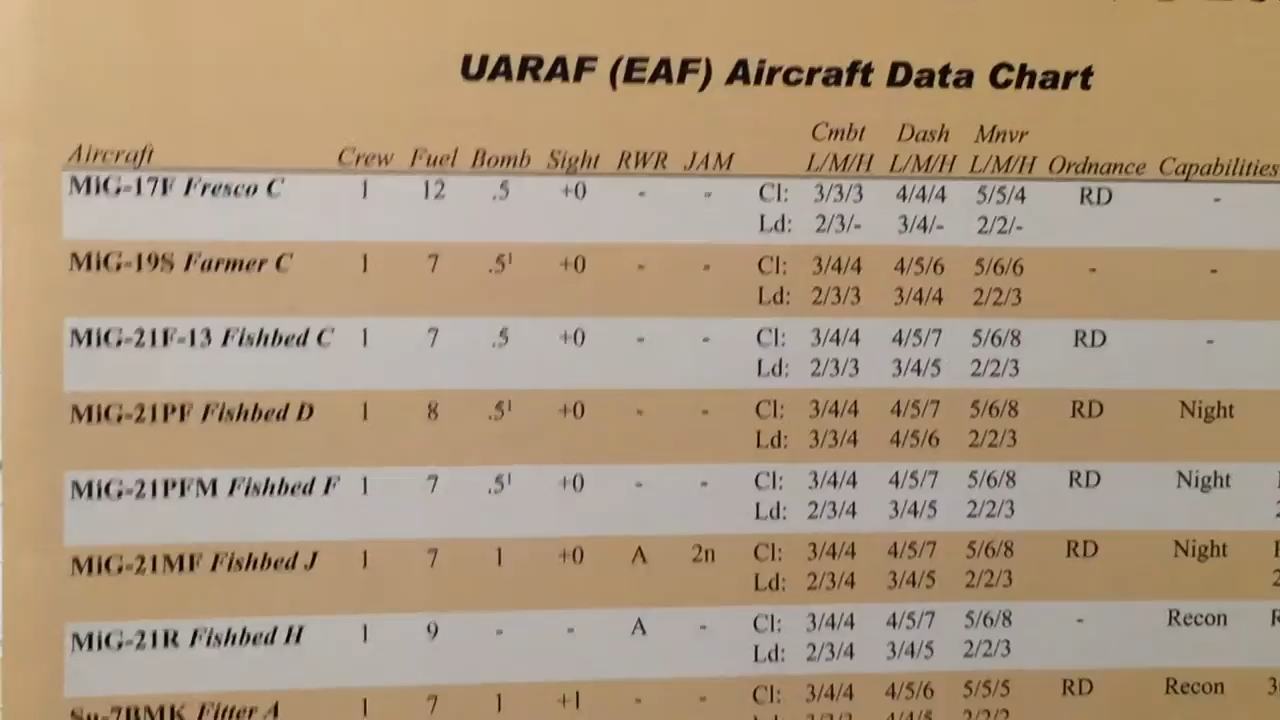 UARAF (EAF) Aircraft Data Chart
Cmbt Dash Mnvr
Aircraft Crew Fuel Bomb Sight RWR JAM L/M/H L/M/H L/M/H Ordnance Capabilities
MiG-17F Fresco C 1 12 .5 +0 - - Cl: 3/3/3 4/4/4 5/5/4 RD -
Ld: 2/3/- 3/4/- 2/2/-
MiG-19S Farmer C 1 7 .5¹ +0 - - Cl: 3/4/4 4/5/6 5/6/6 - -
Ld: 2/3/3 3/4/4 2/2/3
MiG-21F-13 Fishbed C 1 7 .5 +0 - - Cl: 3/4/4 4/5/7 5/6/8 RD -
Ld: 2/3/3 3/4/5 2/2/3
MiG-21PF Fishbed D 1 8 .5¹ +0 - - Cl: 3/4/4 4/5/7 5/6/8 RD Night
Ld: 3/3/4 4/5/6 2/2/3
MiG-21PFM Fishbed F 1 7 .5¹ +0 - - Cl: 3/4/4 4/5/7 5/6/8 RD Night
Ld: 2/3/4 3/4/5 2/2/3
MiG-21MF Fishbed J 1 7 1 +0 A 2n Cl: 3/4/4 4/5/7 5/6/8 RD Night
Ld: 2/3/4 3/4/5 2/2/3
MiG-21R Fishbed H 1 9 - - A - Cl: 3/4/4 4/5/7 5/6/8 - Recon
Ld: 2/3/4 3/4/5 2/2/3
Su-7BMK Fitter A 1 7 1 +1 - - Cl: 3/4/4 4/5/6 5/5/5 RD Recon